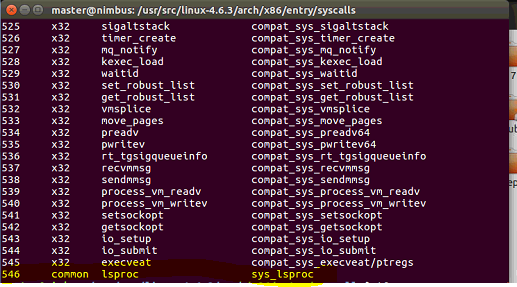 master@nimbus: /usr/src/linux-4.6.3/arch/x86/entry/syscalls
525 x32 sigaltstack compat_sys_sigaltstack
526 x32 timer_create compat_sys_timer_create
527 x32 mq_notify compat_sys_mq_notify
528 x32 kexec_load compat_sys_kexec_load
529 x32 waitid compat_sys_waitid
530 x32 set_robust_list compat_sys_set_robust_list
531 x32 get_robust_list compat_sys_get_robust_list
532 x32 vmsplice compat_sys_vmsplice
533 x32 move_pages compat_sys_move_pages
534 x32 preadv compat_sys_preadv64
535 x32 pwritev compat_sys_pwritev64
536 x32 rt_tgsigqueueinfo compat_sys_rt_tgsigqueueinfo
537 x32 recvmmsg compat_sys_recvmmsg
538 x32 sendmmsg compat_sys_sendmmsg
539 x32 process_vm_readv compat_sys_process_vm_readv
540 x32 process_vm_writev compat_sys_process_vm_writev
541 x32 setsockopt compat_sys_setsockopt
542 x32 getsockopt compat_sys_getsockopt
543 x32 io_setup compat_sys_io_setup
544 x32 io_submit compat_sys_io_submit
545 x32 execveat compat_sys_execveat/ptregs
546 common lsproc sys_lsproc